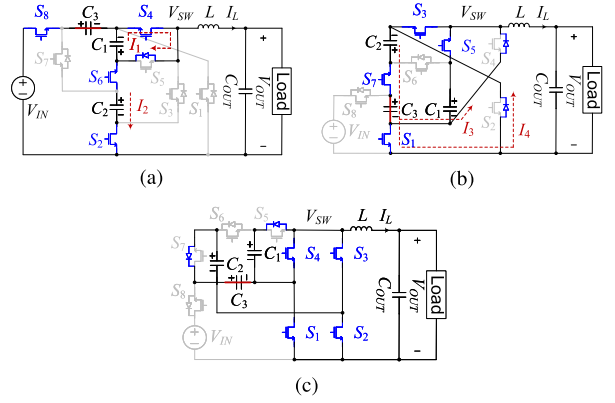 S8 C3 S4 VSW L IL
S7 C1 I1
S6 S5 COUT VOUT Load
VIN C2 I2 S3 S1
S2
(a)
S3 VSW L IL
C2 S5 S4
S7 S6 COUT VOUT Load
S8 C3 C1 S2
VIN S1 I3 I4
(b)
S6 S5 VSW L IL
S7 C2 C1 S4 S3
S8 C3 COUT VOUT Load
VIN S1 S2
(c)